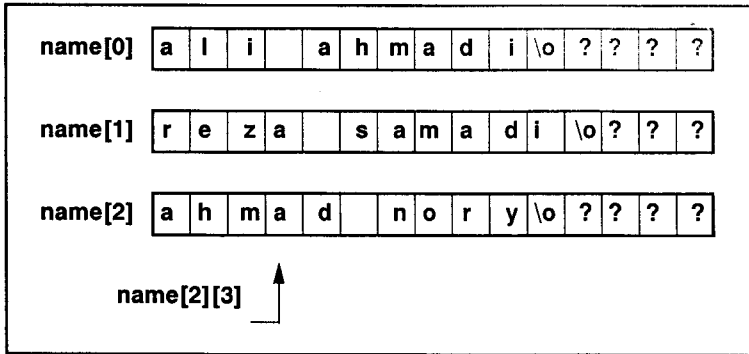 name[0] a l i a h m a d i \o ? ? ? ?
name[1] r e z a s a m a d i \o ? ? ?
name[2] a h m a d n o r y \o ? ? ? ?
name[2][3]